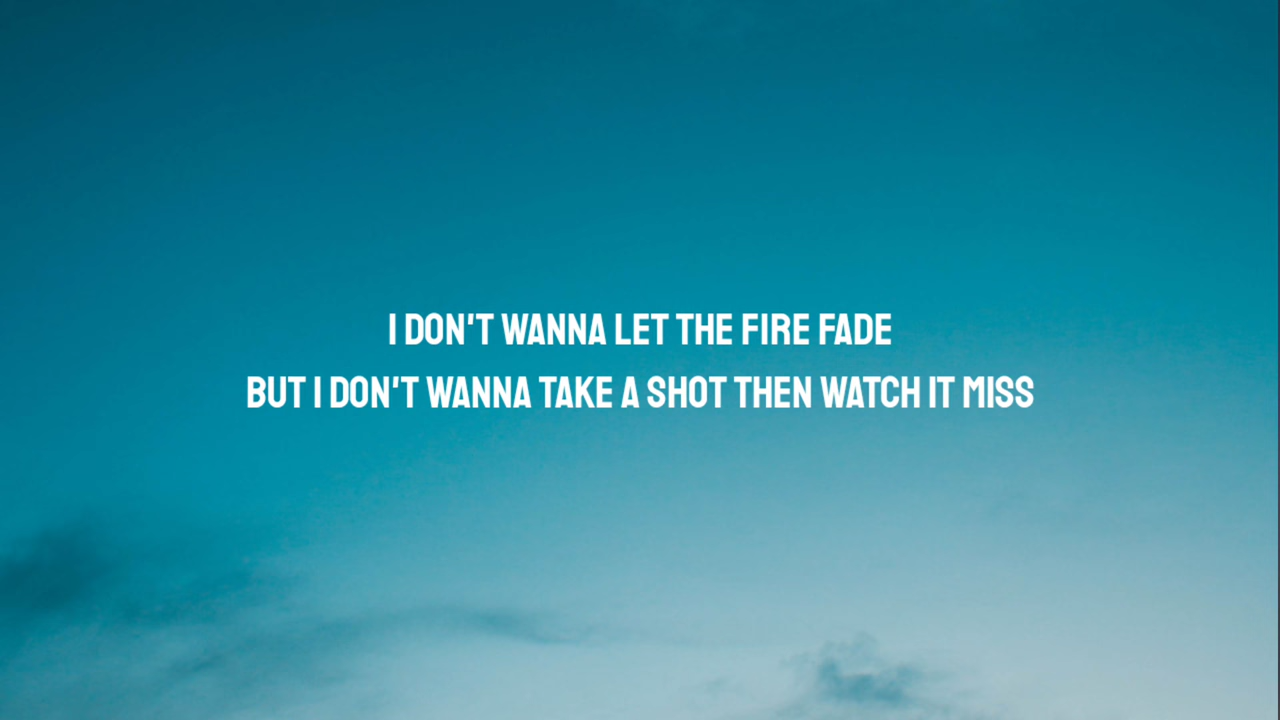 I DON'T WANNA LET THE FIRE FADE
BUT I DON'T WANNA TAKE A SHOT THEN WATCH IT MISS